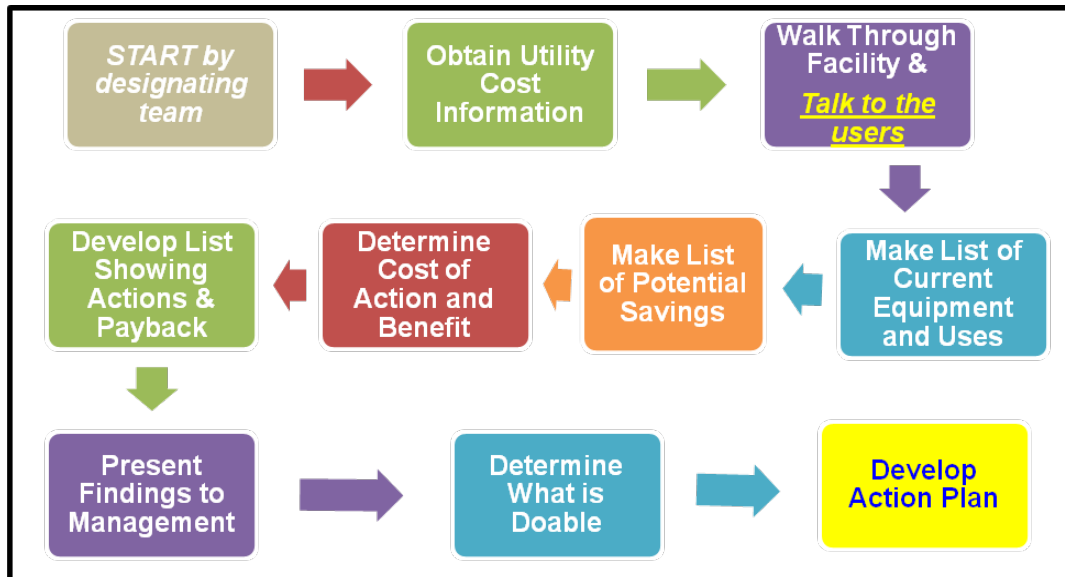 START by
designating
team
Obtain Utility
Cost
Information
Walk Through
Facility &
Talk to the
users
Make List of
Current
Equipment
and Uses
Make List
of Potential
Savings
Determine
Cost of
Action and
Benefit
Develop List
Showing
Actions &
Payback
Present
Findings to
Management
Determine
What is
Doable
Develop
Action Plan